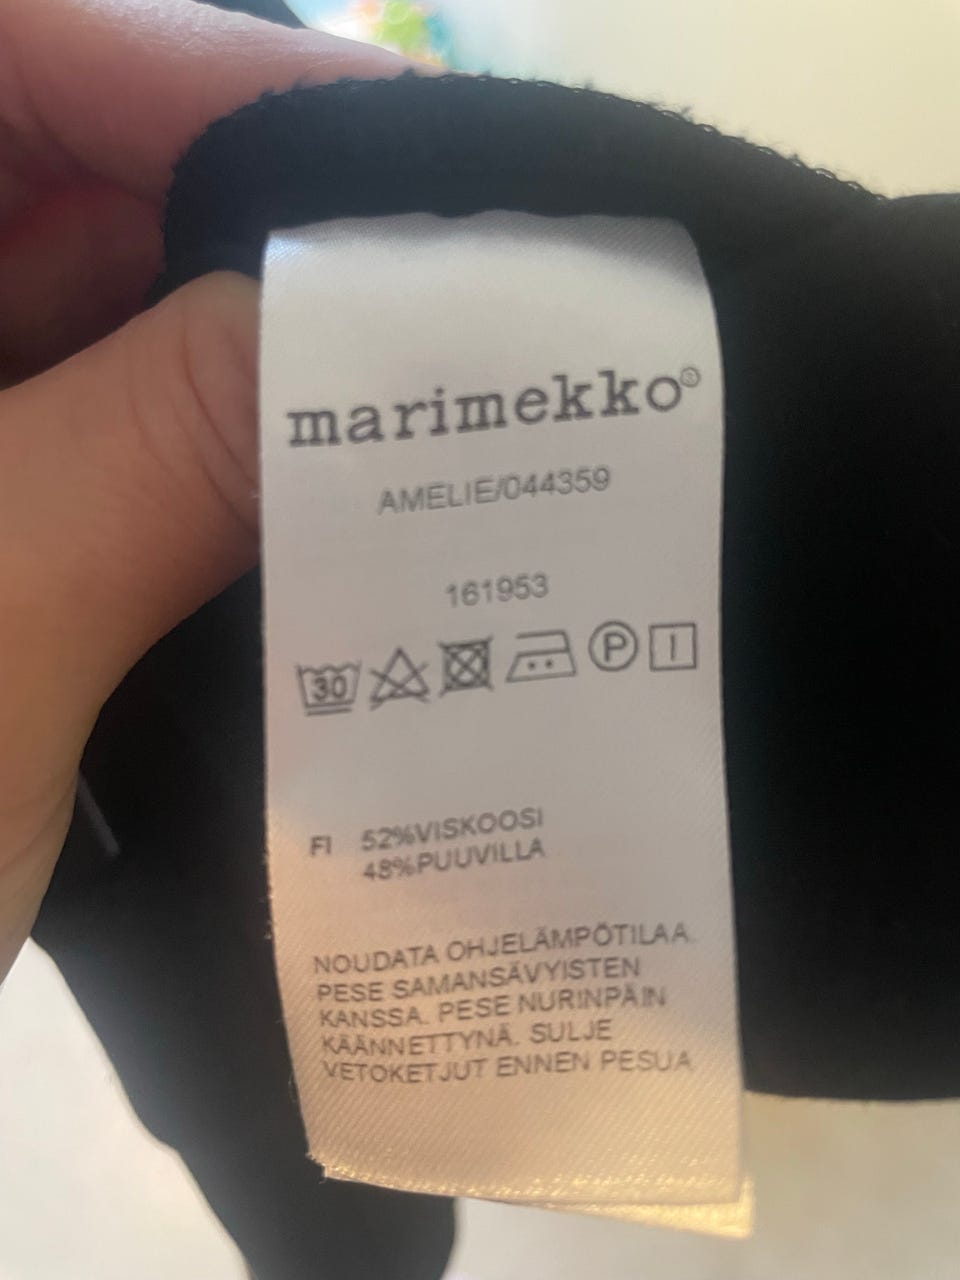 marimekko®
AMELIE/044359
161953
30 P
FI 52%VISKOOSI
48%PUUVILLA
NOUDATA OHJELÄMPÖTILAA.
PESE SAMANSÄVYISTEN
KANSSA. PESE NURINPÄIN
KÄÄNNETTYNÄ. SULJE
VETOKETJUT ENNEN PESUA.